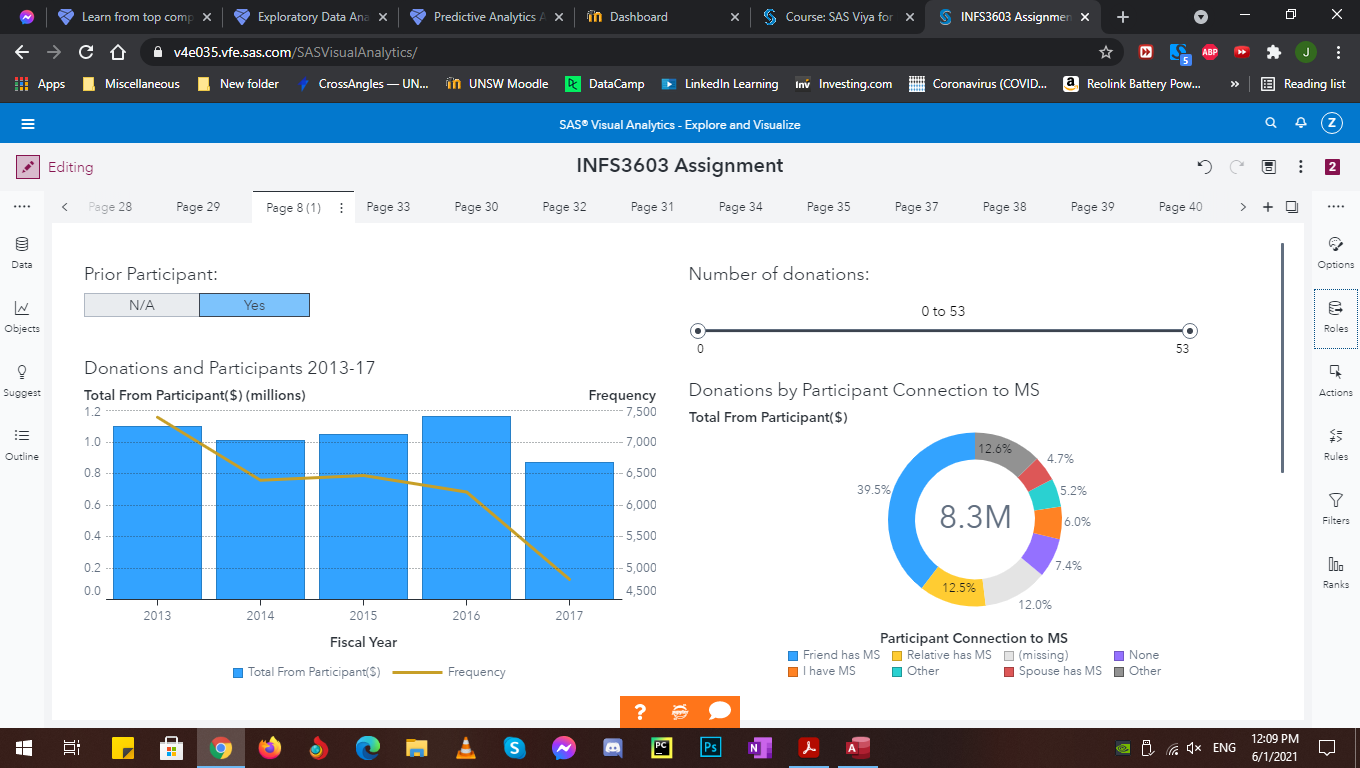 Learn from top comp
Exploratory Data Ana
Predictive Analytics A
Dashboard
Course: SAS Viya for
INFS3603 Assignmen
v4e035.vfe.sas.com/SASVisualAnalytics/
ABP
5
J
Apps
Miscellaneous
New folder
CrossAngles — UN...
UNSW Moodle
DataCamp
LinkedIn Learning
Investing.com
Coronavirus (COVID...
Reolink Battery Pow...
»
Reading list
SAS® Visual Analytics - Explore and Visualize
Z
Editing
INFS3603 Assignment
2
Page 28
Page 29
Page 8 (1)
Page 33
Page 30
Page 32
Page 31
Page 34
Page 35
Page 37
Page 38
Page 39
Page 40
Data
Objects
Suggest
Outline
Options
Roles
Actions
Rules
Filters
Ranks
Prior Participant:
N/A
Yes
Number of donations:
0 to 53
0
53
Donations and Participants 2013-17
Total From Participant($) (millions)
Frequency
1.2
1.0
0.8
0.6
0.4
0.2
0.0
7,500
7,000
6,500
6,000
5,500
5,000
4,500
2013
2014
2015
2016
2017
Fiscal Year
Total From Participant($)
Frequency
Donations by Participant Connection to MS
Total From Participant($)
12.6%
4.7%
5.2%
6.0%
7.4%
12.0%
12.5%
39.5%
8.3M
Participant Connection to MS
Friend has MS
Relative has MS
(missing)
None
I have MS
Other
Spouse has MS
Other
?
PC
Ps
N
A
ENG
12:09 PM
6/1/2021